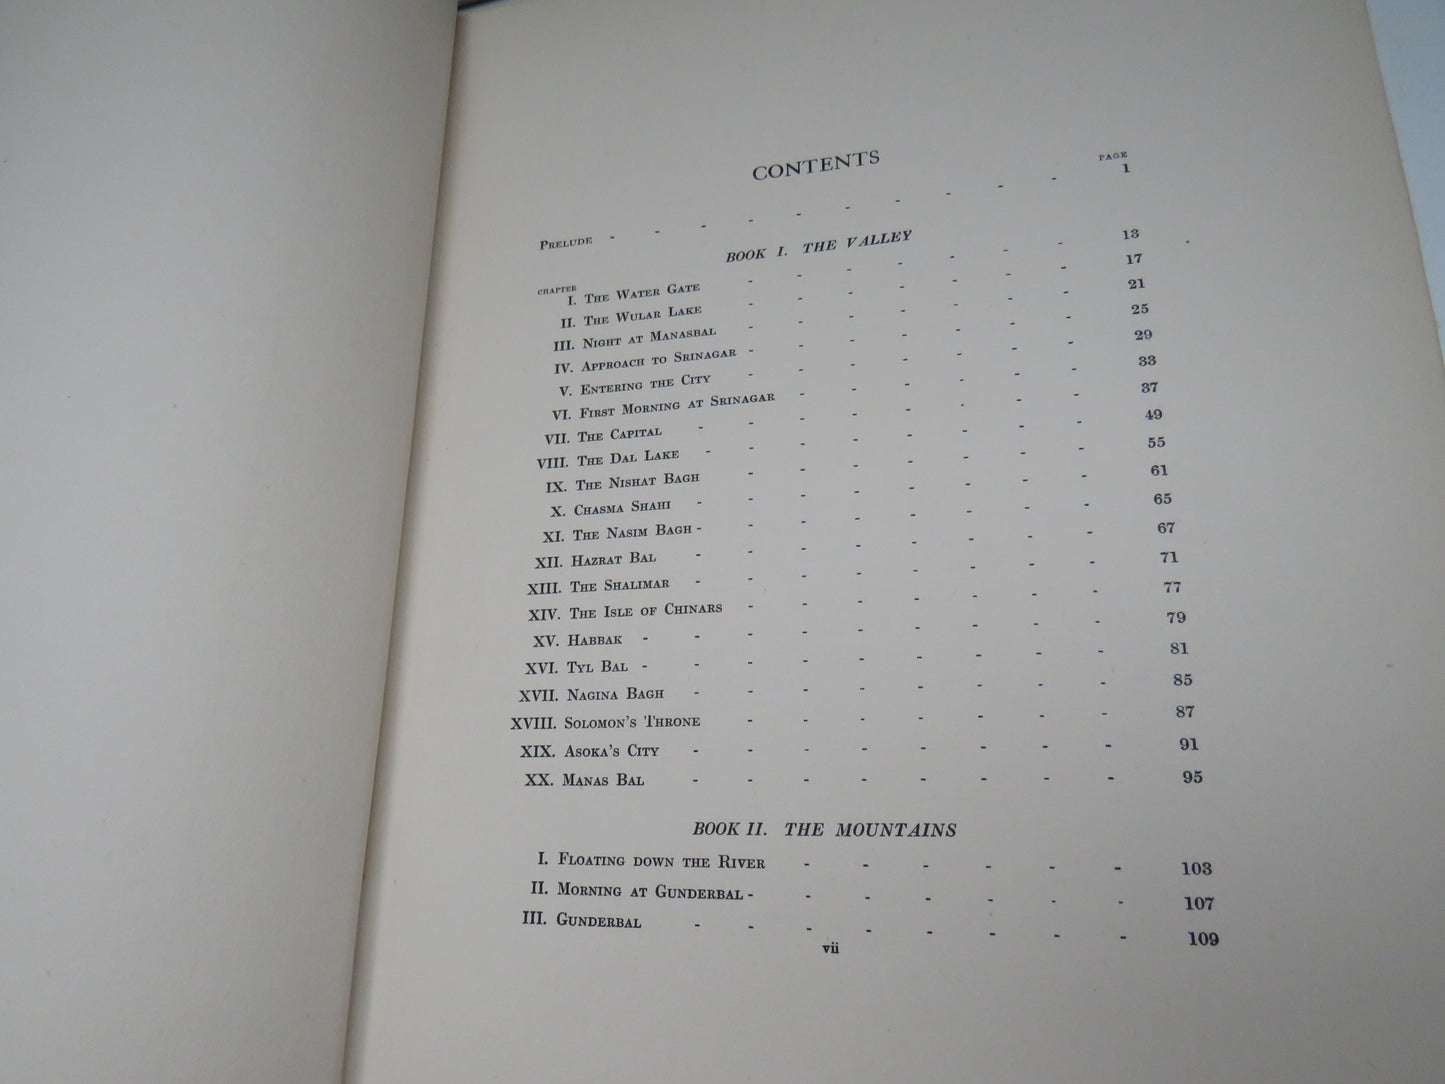 CONTENTS
PAGE
PRELUDE - - - - - - - - - - 1
BOOK I. THE VALLEY
CHAPTER
I. THE WATER GATE - - - - - - - 13
II. THE WULAR LAKE - - - - - - - 17
III. NIGHT AT MANASBAL - - - - - - - 21
IV. APPROACH TO SRINAGAR - - - - - - - 25
V. ENTERING THE CITY - - - - - - - 29
VI. FIRST MORNING AT SRINAGAR - - - - - - 33
VII. THE CAPITAL - - - - - - - - 37
VIII. THE DAL LAKE - - - - - - - - 49
IX. THE NISHAT BAGH - - - - - - - 55
X. CHASMA SHAHI - - - - - - - - 61
XI. THE NASIM BAGH - - - - - - - - 65
XII. HAZRAT BAL - - - - - - - - 67
XIII. THE SHALIMAR - - - - - - - - 71
XIV. THE ISLE OF CHINARS - - - - - - - 77
XV. HABBAK - - - - - - - - - 79
XVI. TYL BAL - - - - - - - - - 81
XVII. NAGINA BAGH - - - - - - - - 85
XVIII. SOLOMON'S THRONE - - - - - - - 87
XIX. ASOKA'S CITY - - - - - - - - 91
XX. MANAS BAL - - - - - - - - 95
BOOK II. THE MOUNTAINS
I. FLOATING DOWN THE RIVER - - - - - - 103
II. MORNING AT GUNDERBAL - - - - - - - 107
III. GUNDERBAL - - - - - - - - 109
vii